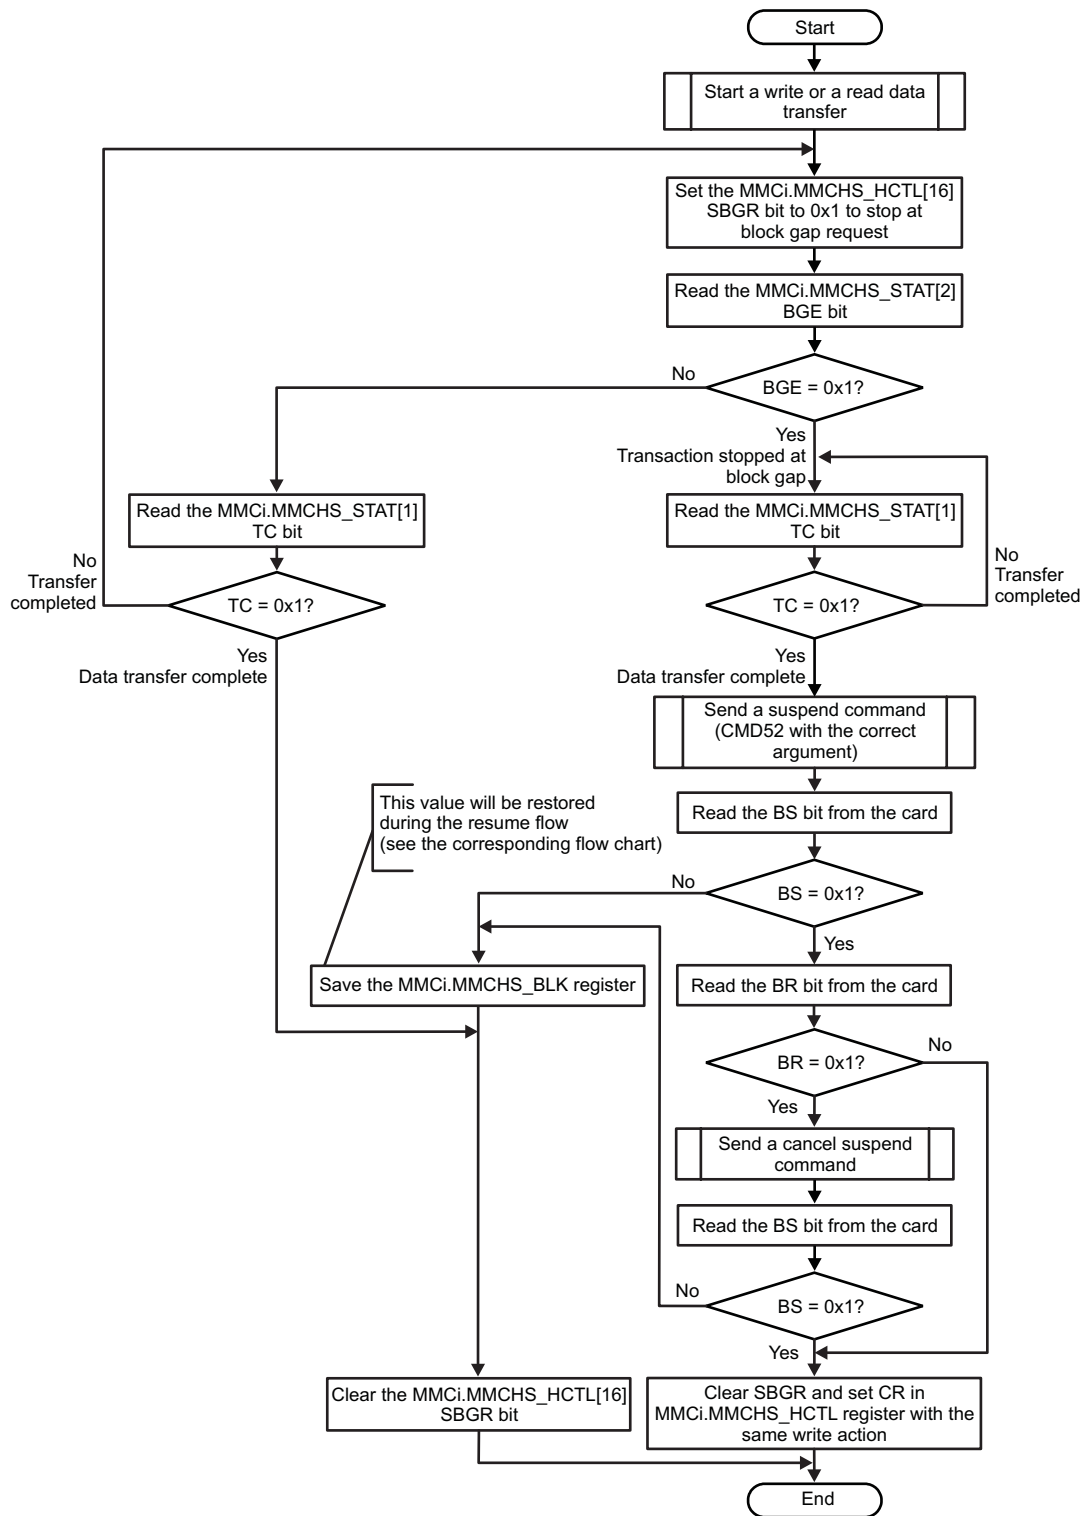 Start
Start a write or a read data
transfer
Set the MMCi.MMCHS_HCTL[16]
SBGR bit to 0x1 to stop at
block gap request
Read the MMCi.MMCHS_STAT[2]
BGE bit
No
BGE = 0x1?
Yes
Transaction stopped at
block gap
Read the MMCi.MMCHS_STAT[1]
TC bit
Read the MMCi.MMCHS_STAT[1]
TC bit
No
Transfer
completed
TC = 0x1?
TC = 0x1?
No
Transfer
completed
Yes
Data transfer complete
Yes
Data transfer complete
Send a suspend command
(CMD52 with the correct
argument)
This value will be restored
during the resume flow
(see the corresponding flow chart)
Read the BS bit from the card
No
BS = 0x1?
Yes
Save the MMCi.MMCHS_BLK register
Read the BR bit from the card
BR = 0x1?
No
Yes
Send a cancel suspend
command
Read the BS bit from the card
No
BS = 0x1?
Yes
Clear the MMCi.MMCHS_HCTL[16]
SBGR bit
Clear SBGR and set CR in
MMCi.MMCHS_HCTL register with the
same write action
End